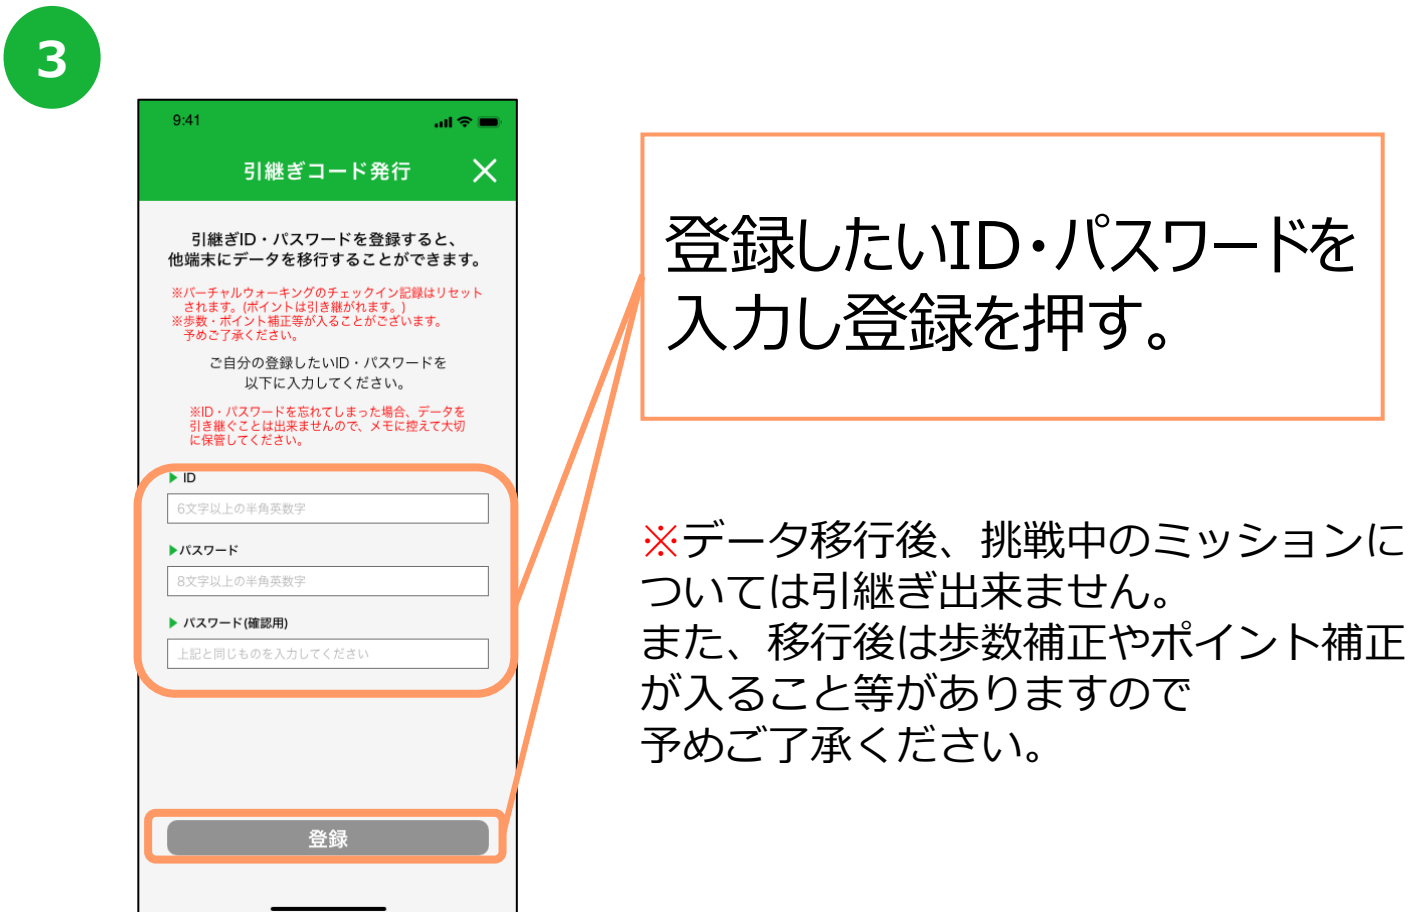 3
9:41
引継ぎコード発行
引継ぎID・パスワードを登録すると、
他端末にデータを移行することができます。
※バーチャルウォーキングのチェックイン記録はリセット
されます。(ポイントは引き継がれます。)
※歩数・ポイント補正等が入ることがございます。
予めご了承ください。
ご自分の登録したいID・パスワードを
以下に入力してください。
※ID・パスワードを忘れてしまった場合、データを
引き継ぐことは出来ませんので、メモに控えて大切
に保管してください。
ID
6文字以上の半角英数字
パスワード
8文字以上の半角英数字
パスワード(確認用)
上記と同じものを入力してください
登録
登録したいID・パスワードを
入力し登録を押す。
※データ移行後、挑戦中のミッションに
ついては引継ぎ出来ません。
また、移行後は歩数補正やポイント補正
が入ること等がありますので
予めご了承ください。